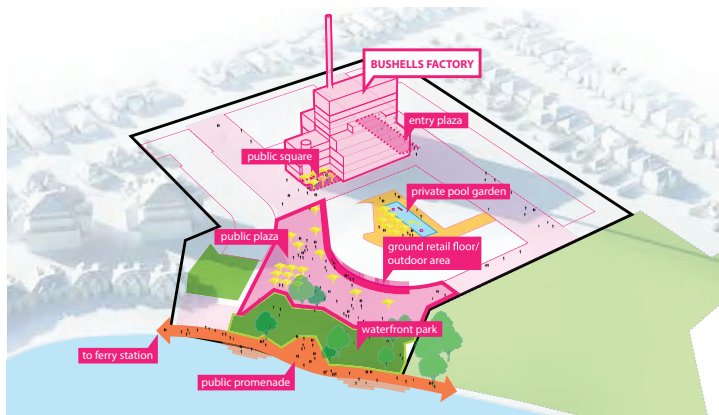 BUSHELLS FACTORY
entry plaza
public square
private pool garden
public plaza
ground retail floor/
outdoor area
waterfront park
to ferry station
public promenade